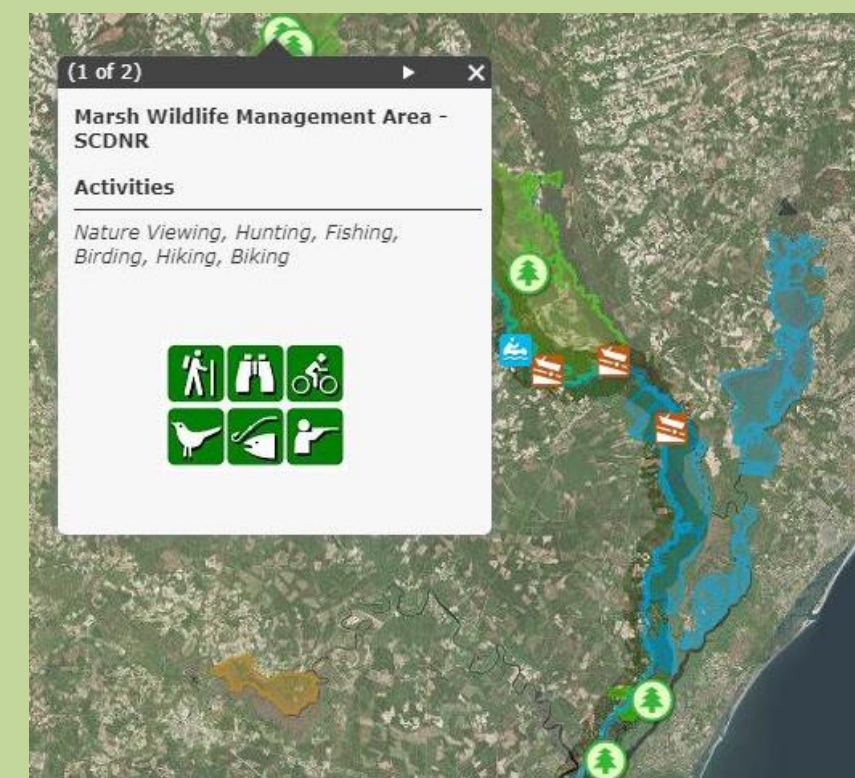 (1 of 2)
Marsh Wildlife Management Area -
SCDNR
Activities
Nature Viewing, Hunting, Fishing,
Birding, Hiking, Biking